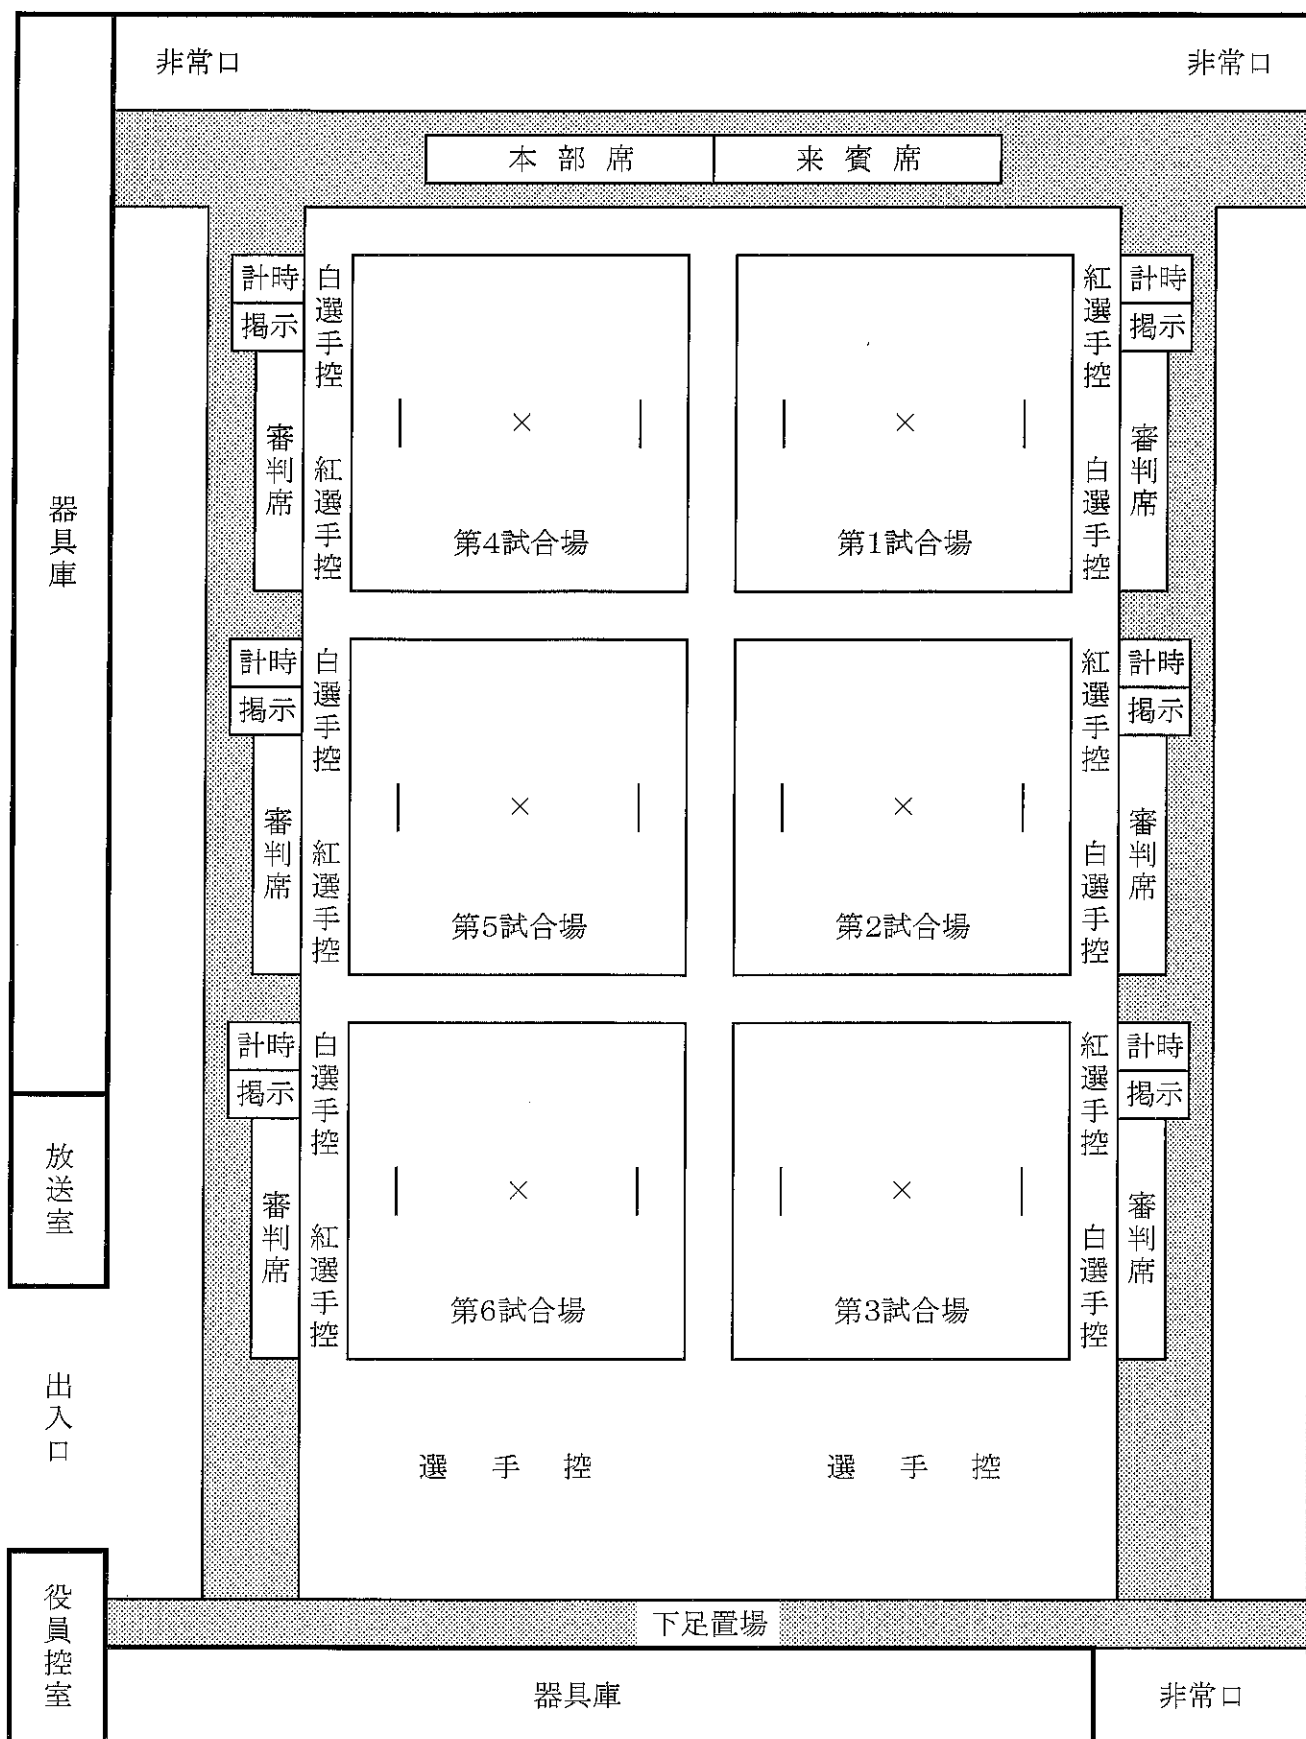 非常口
非常口
本部席
来賓席
計時
掲示
審判席
白選手控
紅選手控
第4試合場
第1試合場
紅選手控
白選手控
計時
掲示
審判席
器具庫
計時
掲示
審判席
白選手控
紅選手控
第5試合場
第2試合場
紅選手控
白選手控
計時
掲示
審判席
計時
掲示
審判席
白選手控
紅選手控
第6試合場
第3試合場
紅選手控
白選手控
計時
掲示
審判席
放送室
出入口
選手控
選手控
役員控室
下足置場
器具庫
非常口